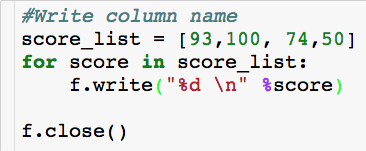 #Write column name
score_list = [93,100, 74,50]
for score in score_list:
    f.write("%d \n" %score)

f.close()